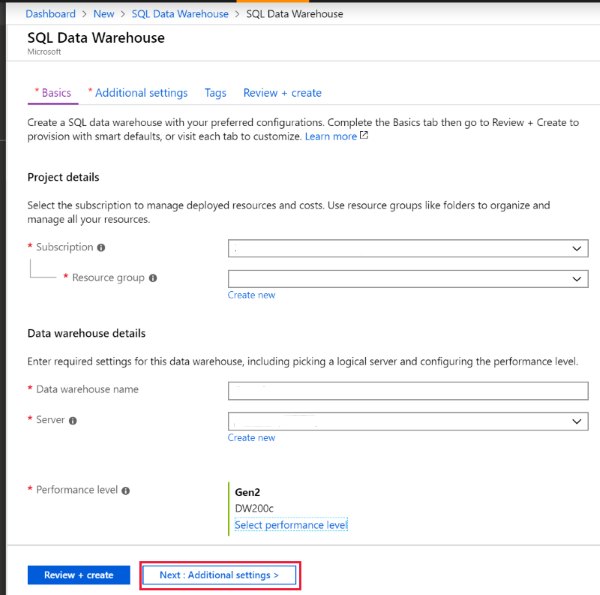 Dashboard > New > SQL Data Warehouse > SQL Data Warehouse
SQL Data Warehouse
Microsoft
* Basics * Additional settings Tags Review + create
Create a SQL data warehouse with your preferred configurations. Complete the Basics tab then go to Review + Create to
provision with smart defaults, or visit each tab to customize. Learn more
Project details
Select the subscription to manage deployed resources and costs. Use resource groups like folders to organize and
manage all your resources.
* Subscription
* Resource group
Create new
Data warehouse details
Enter required settings for this data warehouse, including picking a logical server and configuring the performance level.
* Data warehouse name
* Server
Create new
* Performance level
Gen2
DW200c
Select performance level
Review + create
Next : Additional settings >